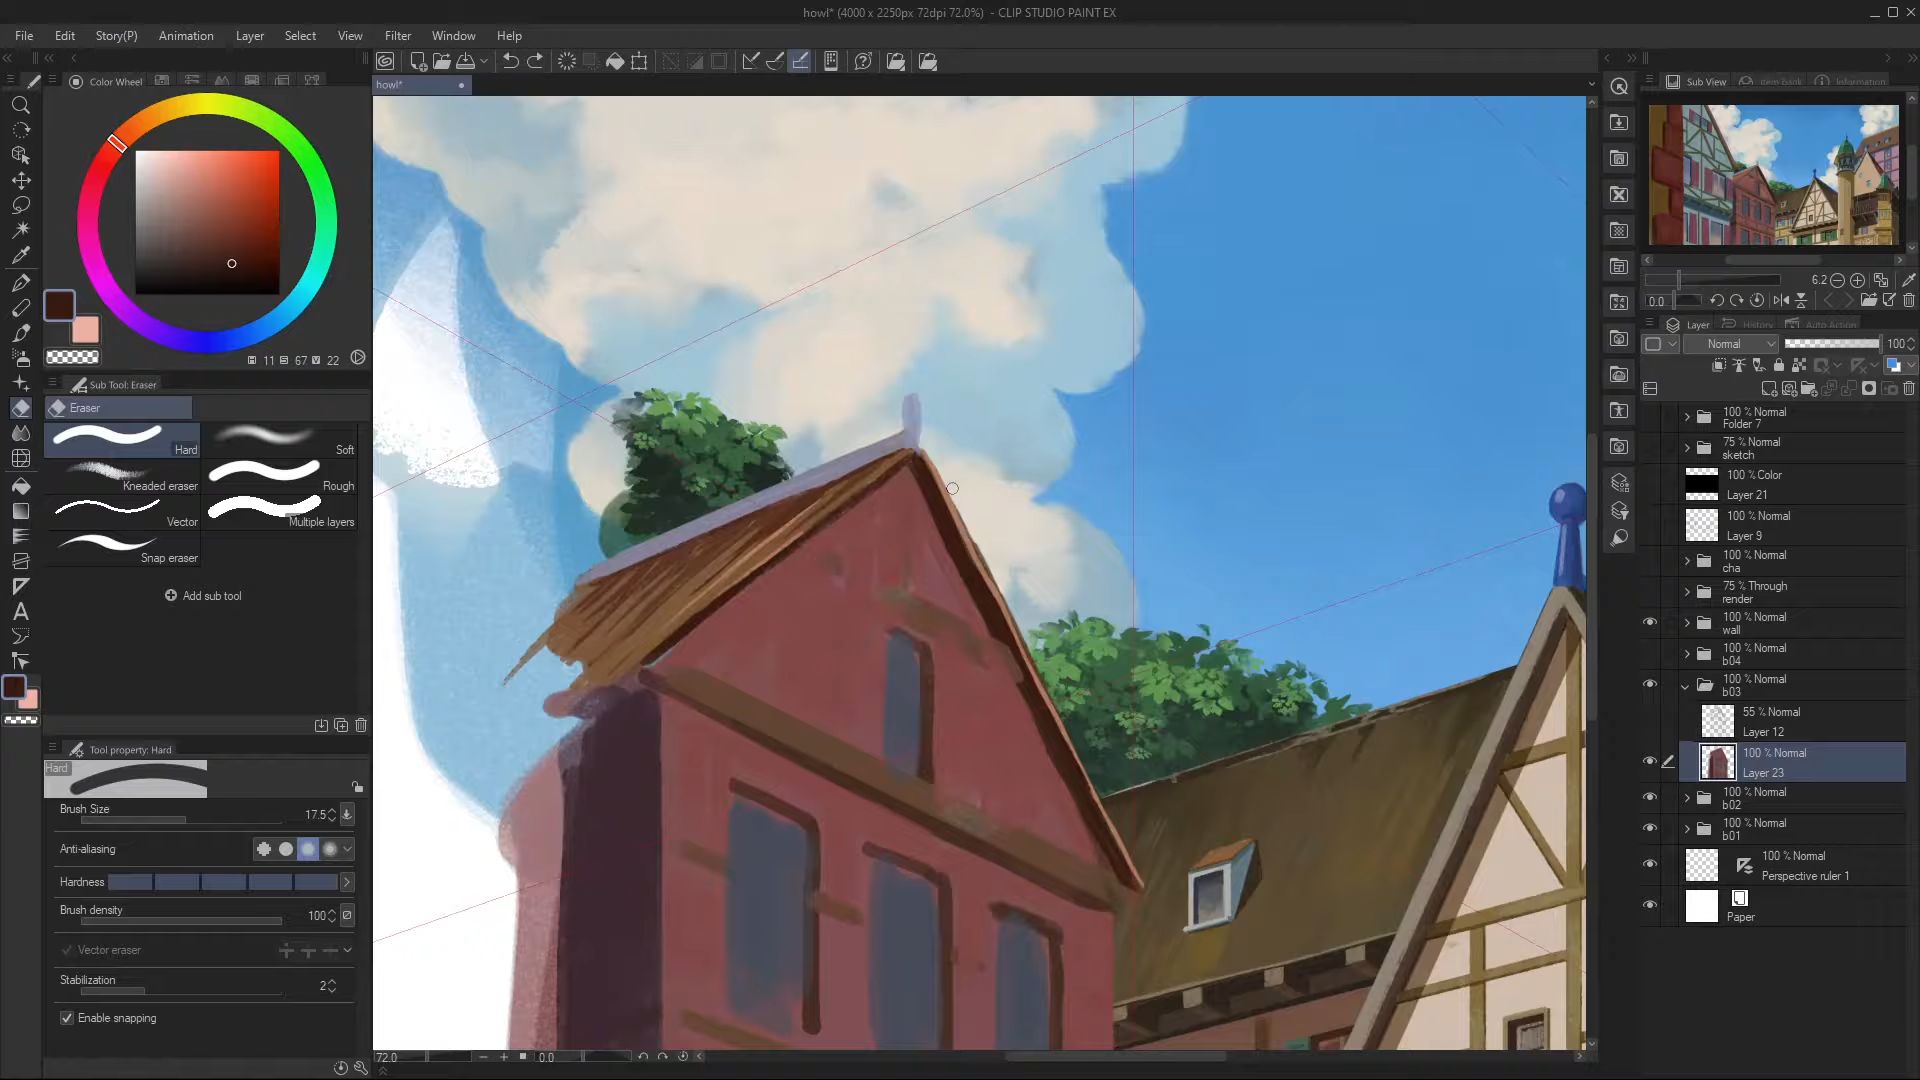 howl* (4000 x 2250px 72dpi 72.0%) - CLIP STUDIO PAINT EX
File Edit Story(P) Animation Layer Select View Filter Window Help
Color Wheel
howl*
Sub View
Item bank
Information
11 67 22
Sub Tool: Eraser
Eraser
Hard
Soft
Kneaded eraser
Rough
Vector
Multiple layers
Snap eraser
Add sub tool
Tool property: Hard
Hard
Brush Size
17.5
Anti-aliasing
Hardness
Brush density
100
Vector eraser
Stabilization
2
Enable snapping
72.0
0.0
6.2
0.0
Layer
History
Auto Action
Normal
100
100 % Normal
Folder 7
75 % Normal
sketch
100 % Color
Layer 21
100 % Normal
Layer 9
100 % Normal
cha
75 % Through
render
100 % Normal
wall
100 % Normal
b04
100 % Normal
b03
55 % Normal
Layer 12
100 % Normal
Layer 23
100 % Normal
b02
100 % Normal
b01
100 % Normal
Perspective ruler 1
Paper